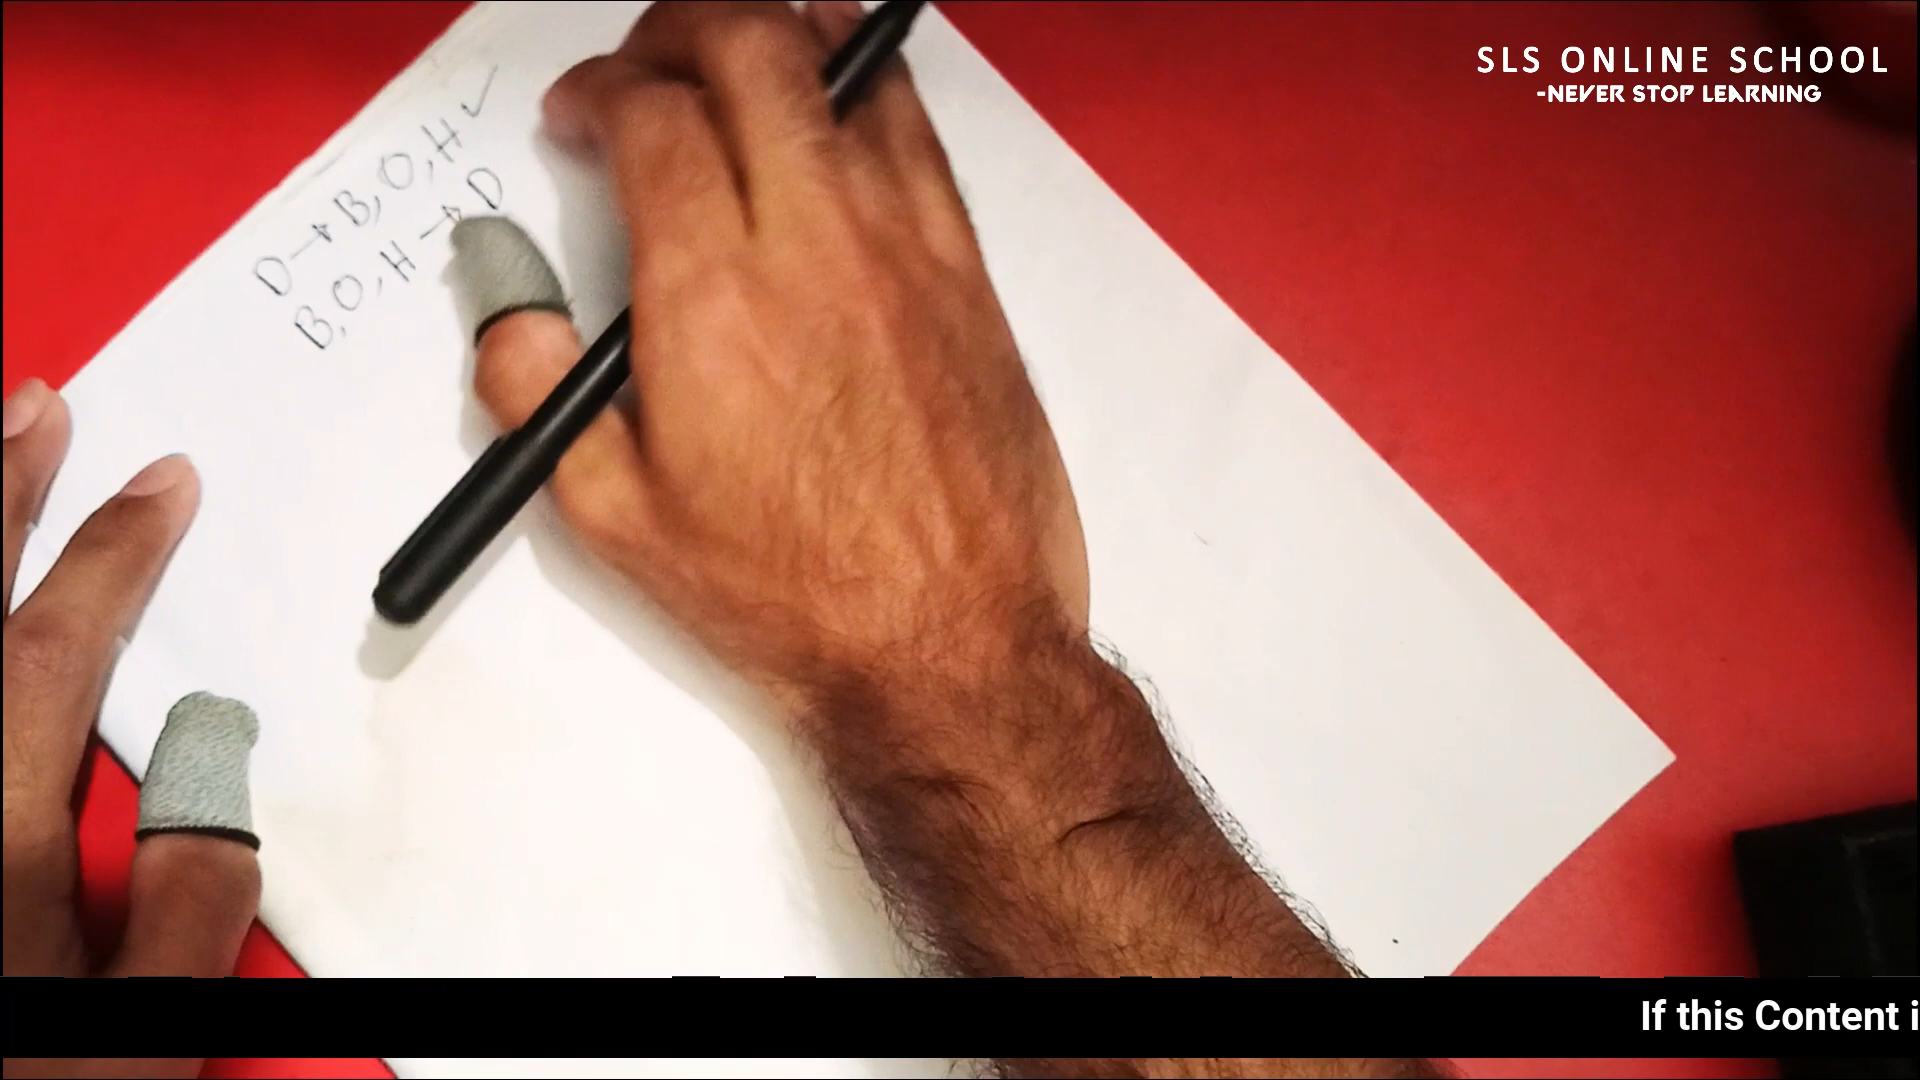 SLS ONLINE SCHOOL
-NEVER STOP LEARNING
D → B, O, H ✓
B, O, H → D
If this Content i